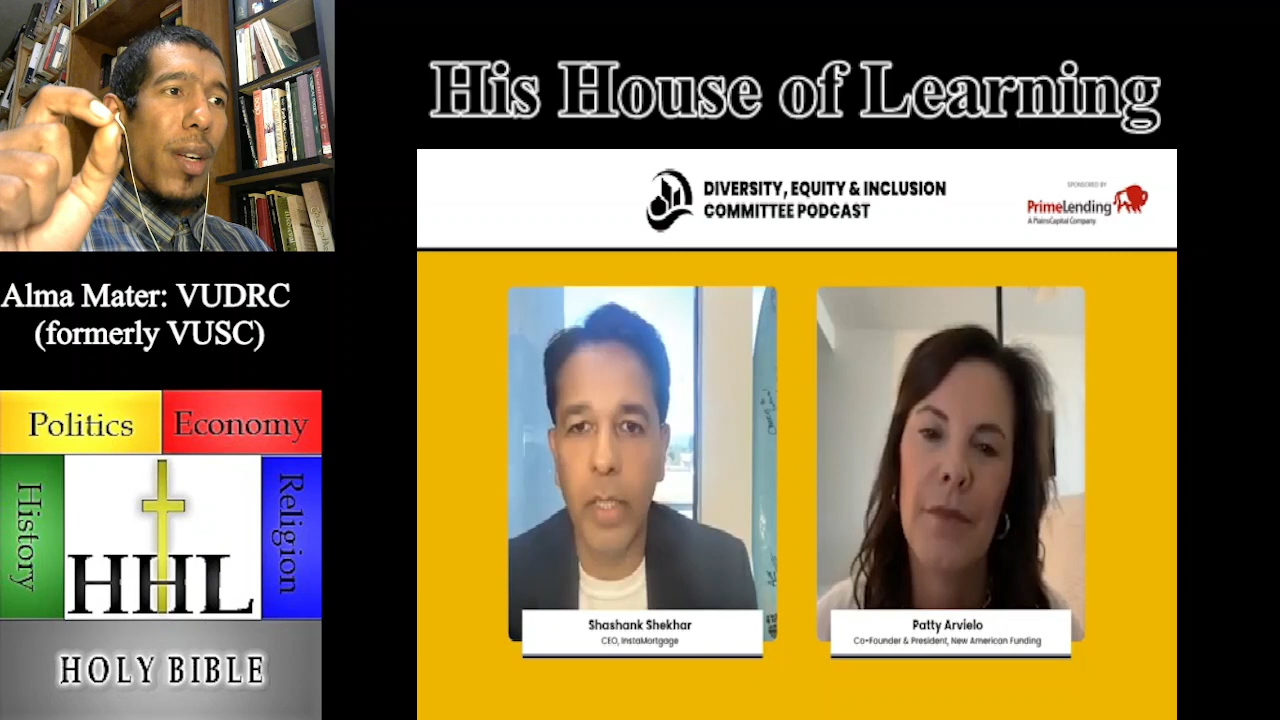 His House of Learning
DIVERSITY, EQUITY & INCLUSION
COMMITTEE PODCAST
SPONSORED BY
PrimeLending
A PlainsCapital Company.
Alma Mater: VUDRC
(formerly VUSC)
Politics
Economy
History
Religion
HHL
HOLY BIBLE
Shashank Shekhar
CEO, InstaMortgage
Patty Arvielo
Co-Founder & President, New American Funding